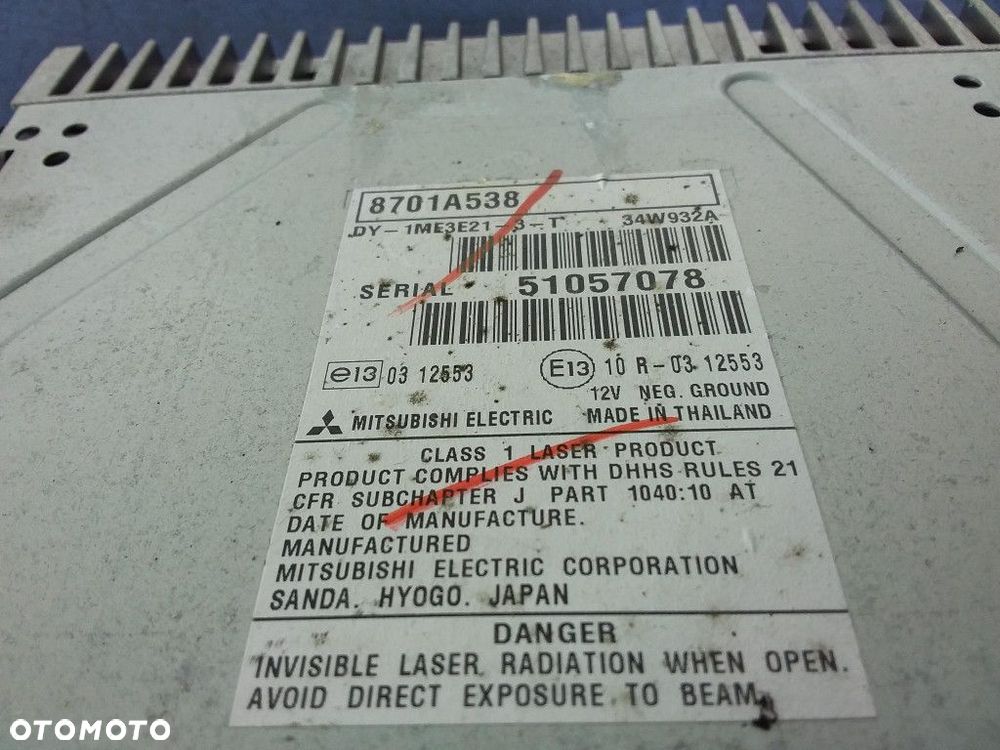 8701A538
DY-1ME3E21-3-T 34W932A
SERIAL 51057078
e13 03 12553 E13 10 R-03 12553
12V NEG. GROUND
MITSUBISHI ELECTRIC MADE IN THAILAND
CLASS 1 LASER PRODUCT
PRODUCT COMPLIES WITH DHHS RULES 21
CFR SUBCHAPTER J PART 1040:10 AT
DATE OF MANUFACTURE.
MANUFACTURED
MITSUBISHI ELECTRIC CORPORATION
SANDA. HYOGO. JAPAN
DANGER
INVISIBLE LASER RADIATION WHEN OPEN.
AVOID DIRECT EXPOSURE TO BEAM.
OTOMOTO